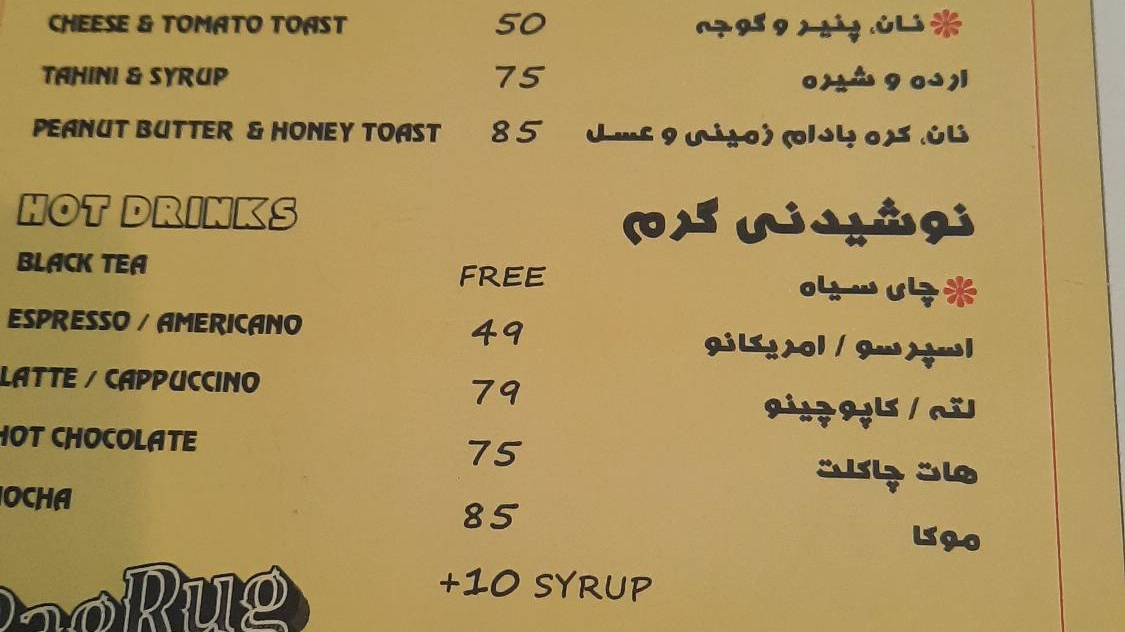 CHEESE & TOMATO TOAST 50 نان، پنیر و گوجه
TAHINI & SYRUP 75 ارده و شیره
PEANUT BUTTER & HONEY TOAST 85 نان، کره بادام زمینی و عسل
HOT DRINKS نوشیدنی گرم
BLACK TEA FREE چای سیاه
ESPRESSO / AMERICANO 49 اسپرسو / امریکانو
LATTE / CAPPUCCINO 79 لته / کاپوچینو
HOT CHOCOLATE 75 هات چاکلت
MOCHA 85 موکا
+10 SYRUP
Rug